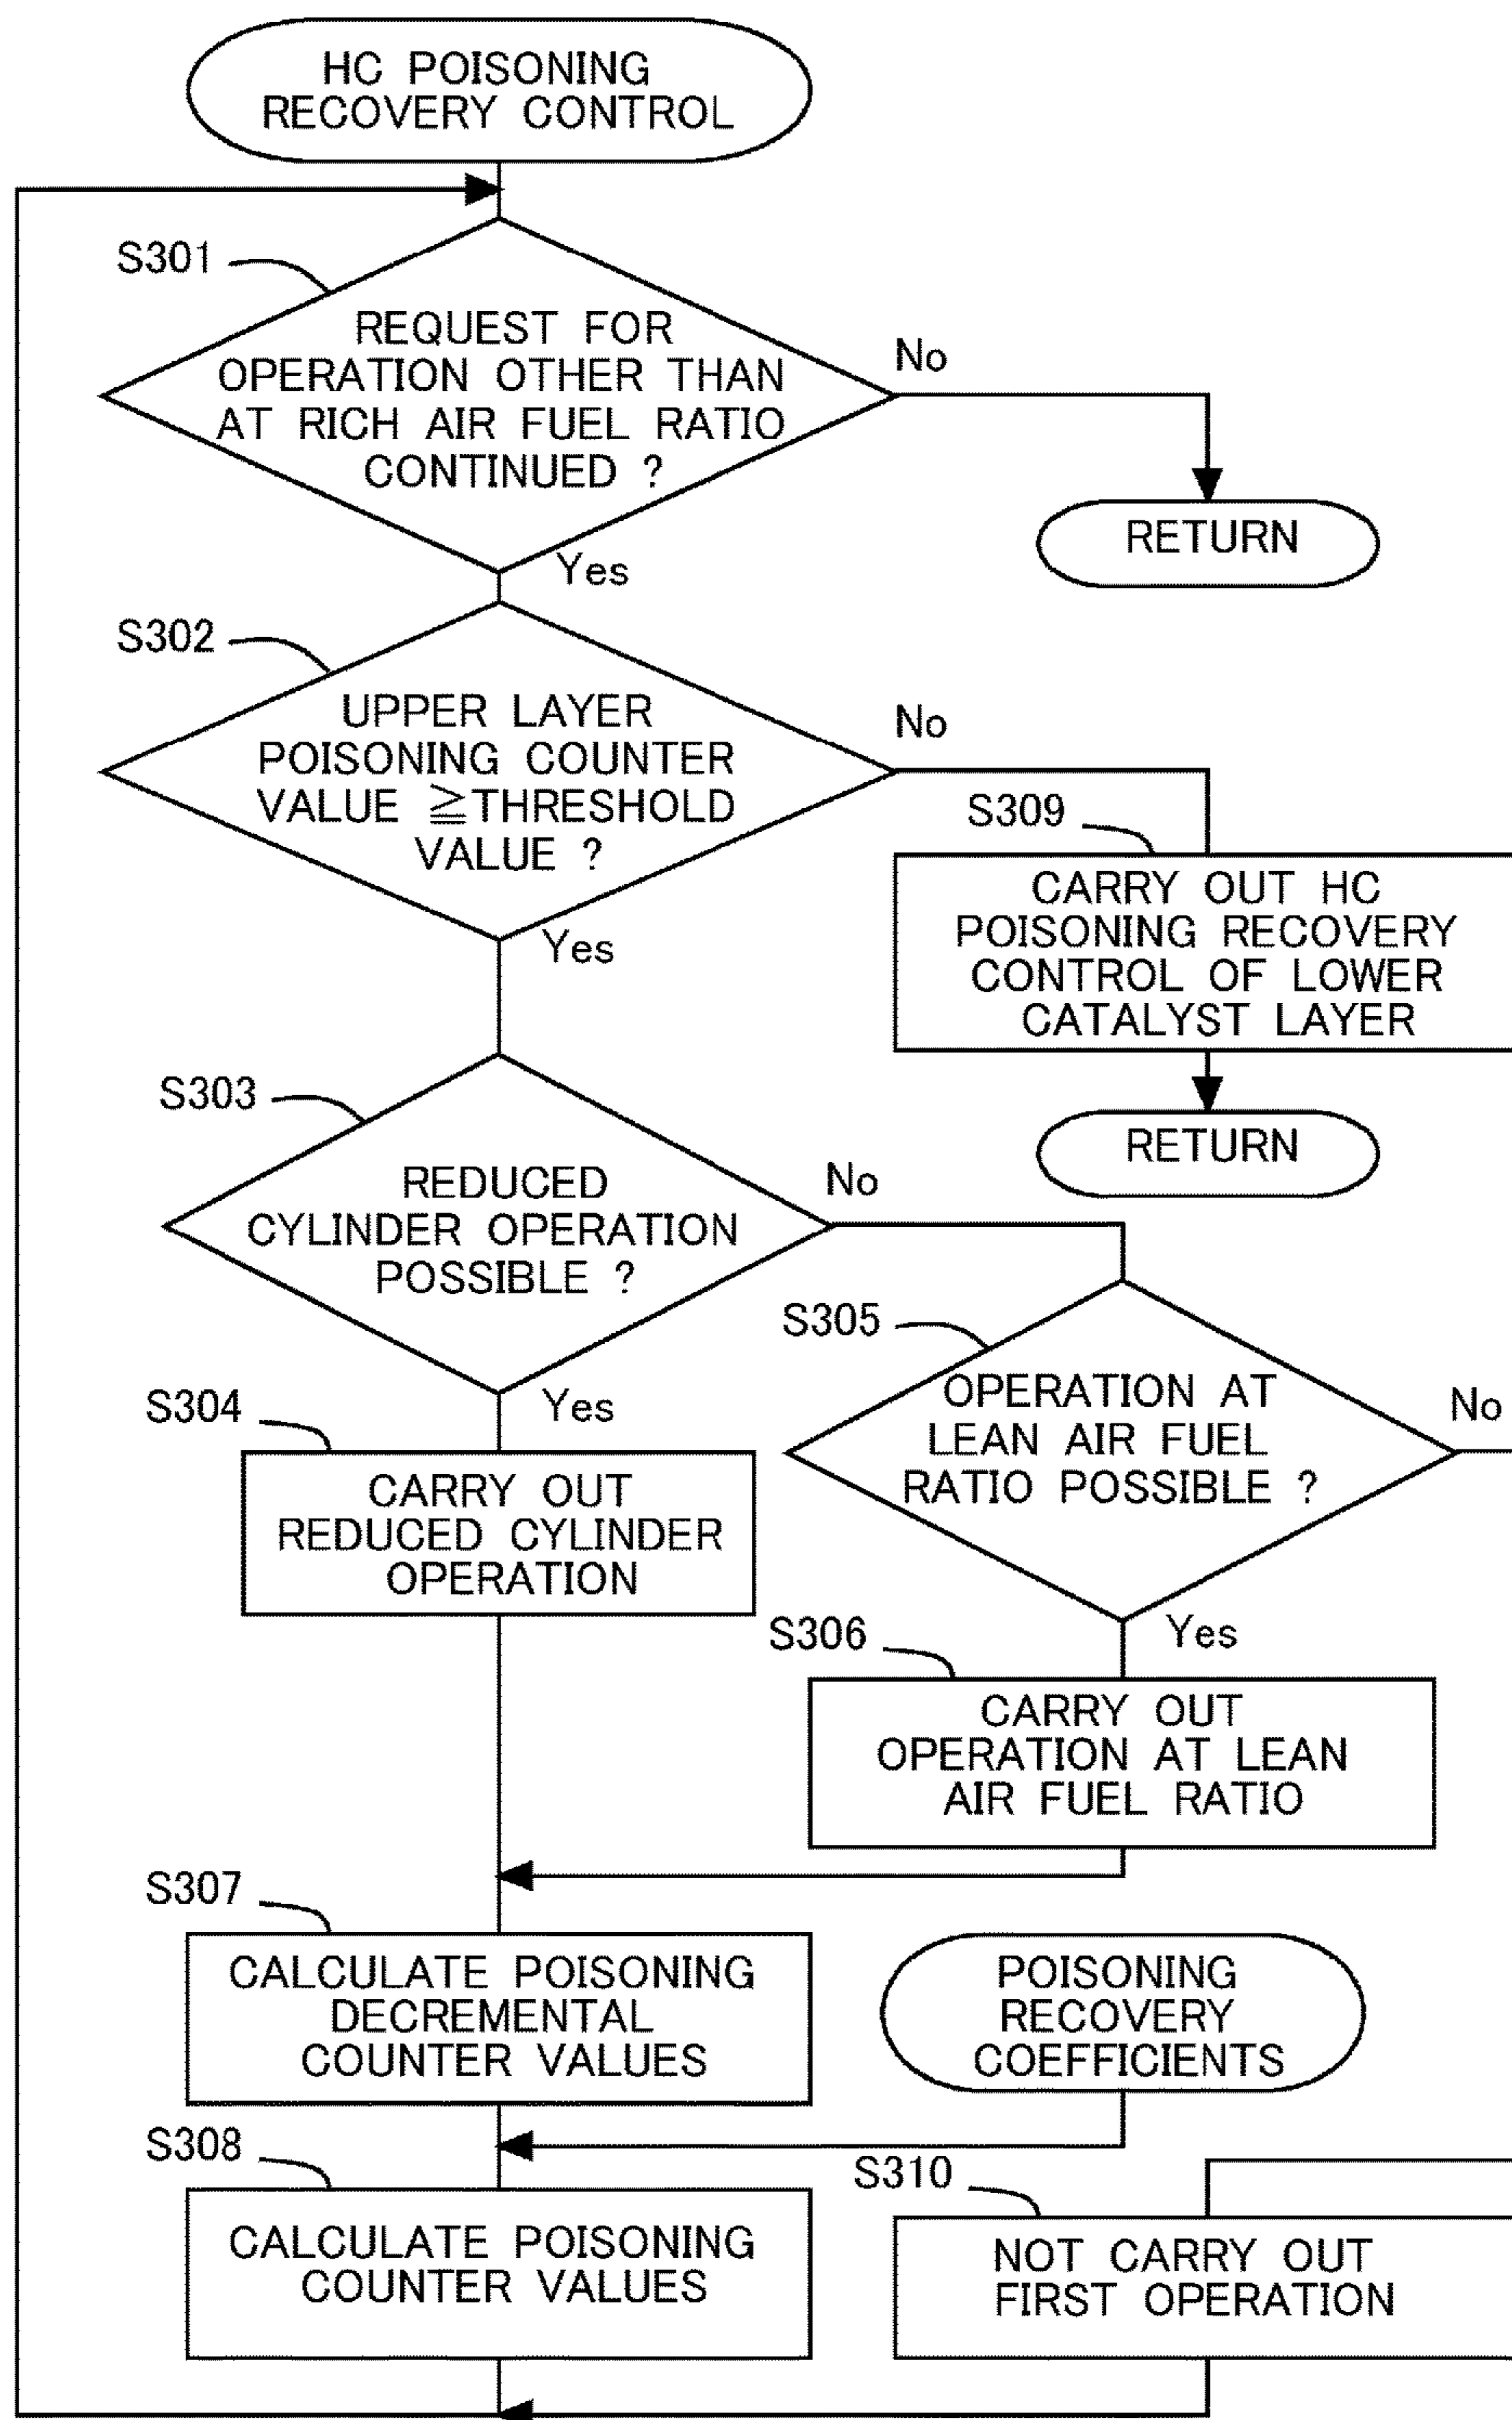 HC POISONING
RECOVERY CONTROL
S301
REQUEST FOR
OPERATION OTHER THAN
AT RICH AIR FUEL RATIO
CONTINUED ?
No
RETURN
Yes
S302
UPPER LAYER
POISONING COUNTER
VALUE ≧THRESHOLD
VALUE ?
No
S309
CARRY OUT HC
POISONING RECOVERY
CONTROL OF LOWER
CATALYST LAYER
RETURN
Yes
S303
REDUCED
CYLINDER OPERATION
POSSIBLE ?
No
S305
OPERATION AT
LEAN AIR FUEL
RATIO POSSIBLE ?
No
Yes
S304
CARRY OUT
REDUCED CYLINDER
OPERATION
Yes
S306
CARRY OUT
OPERATION AT LEAN
AIR FUEL RATIO
S307
CALCULATE POISONING
DECREMENTAL
COUNTER VALUES
POISONING
RECOVERY
COEFFICIENTS
S308
CALCULATE POISONING
COUNTER VALUES
S310
NOT CARRY OUT
FIRST OPERATION